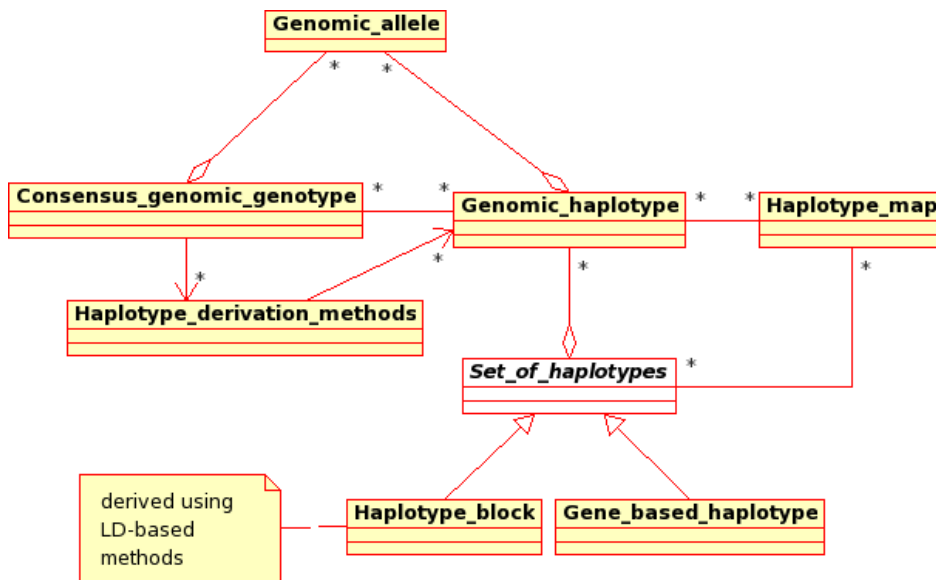 Genomic_allele
*
*
Consensus_genomic_genotype
*
*
Genomic_haplotype
*
*
Haplotype_map
*
*
*
*
Haplotype_derivation_methods
Set_of_haplotypes
*
derived using
LD-based
methods
Haplotype_block
Gene_based_haplotype